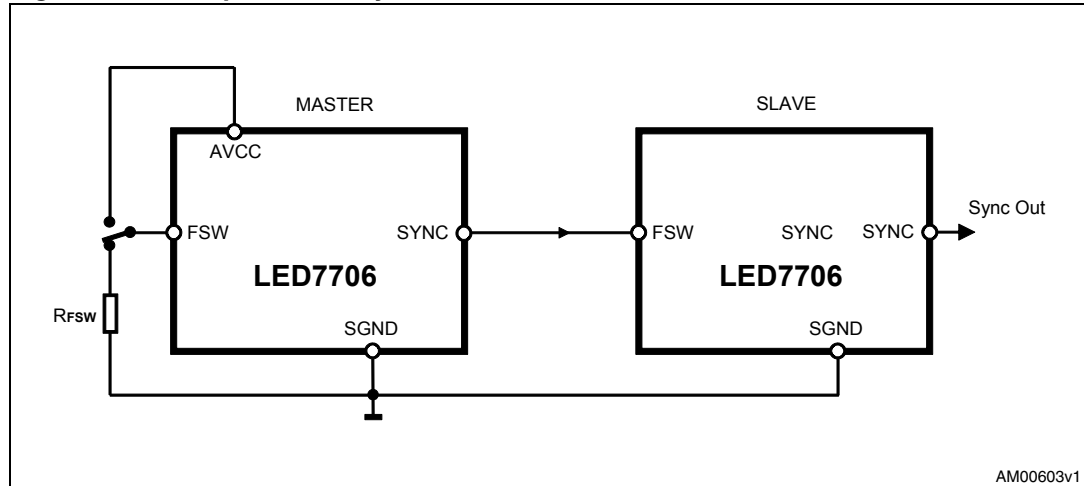 MASTER
SLAVE
AVCC
Sync Out
FSW
SYNC
FSW
SYNC
SYNC
LED7706
LED7706
RFSW
SGND
SGND
AM00603v1